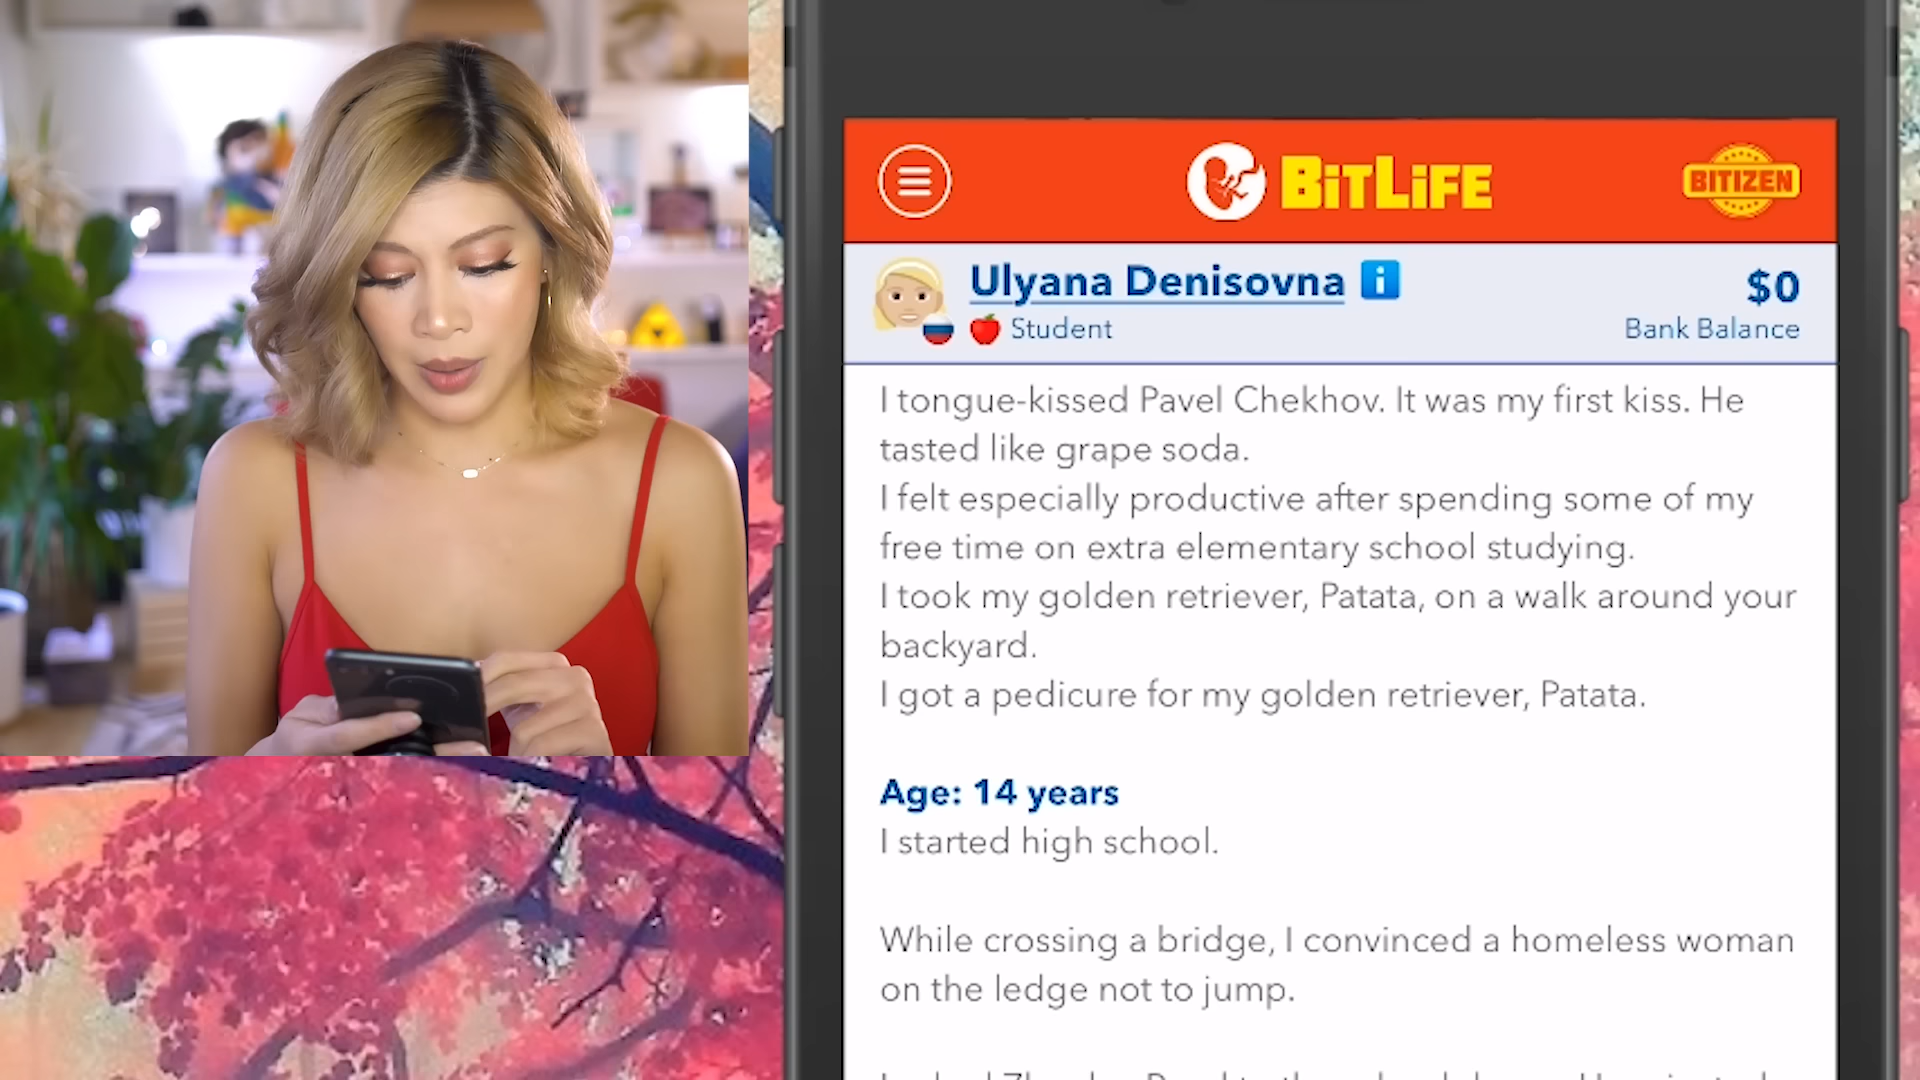 BITLIFE
BITIZEN
Ulyana Denisovna i
$0
Student
Bank Balance
I tongue-kissed Pavel Chekhov. It was my first kiss. He
tasted like grape soda.
I felt especially productive after spending some of my
free time on extra elementary school studying.
I took my golden retriever, Patata, on a walk around your
backyard.
I got a pedicure for my golden retriever, Patata.
Age: 14 years
I started high school.
While crossing a bridge, I convinced a homeless woman
on the ledge not to jump.